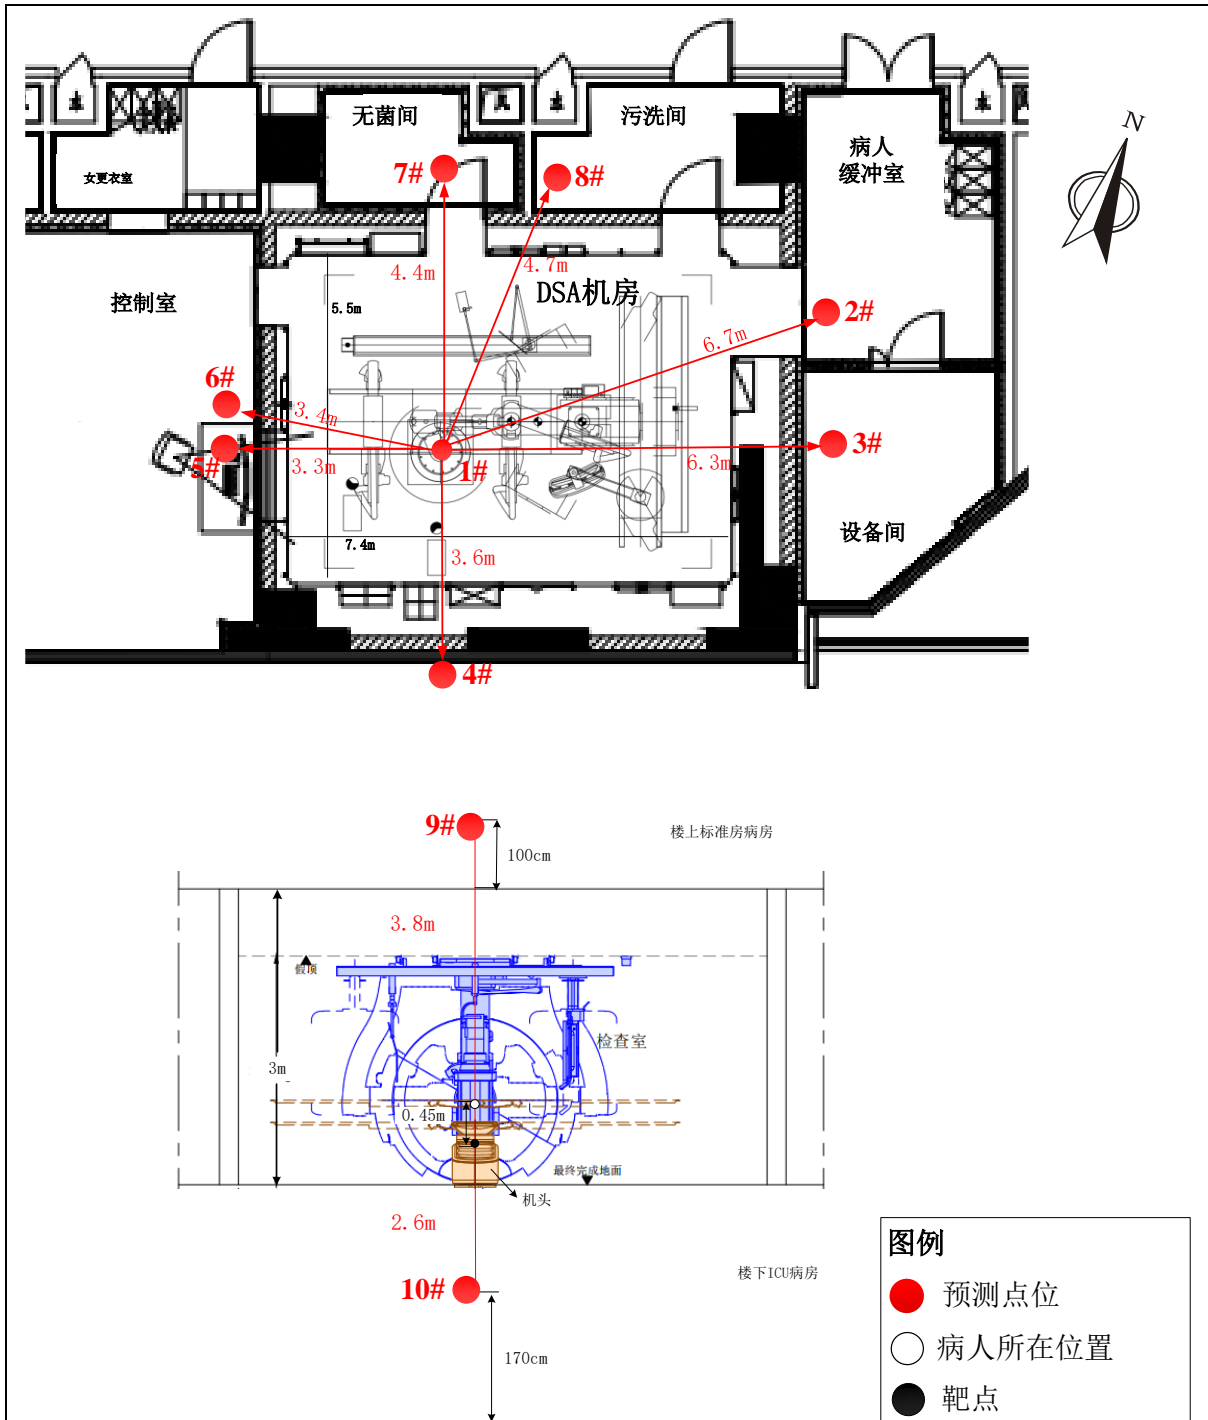 无菌间
污洗间
病人
缓冲室
女更衣室
7#
8#
N
4.4m
4.7m
DSA机房
控制室
5.5m
2#
6.7m
6#
3.4m
3#
5#
3.3m
1#
6.3m
设备间
7.4m
3.6m
4#
9#
楼上标准房病房
100cm
3.8m
假顶
检查室
3m
0.45m
最终完成地面
机头
2.6m
图例
楼下ICU病房
10#
预测点位
病人所在位置
170cm
靶点